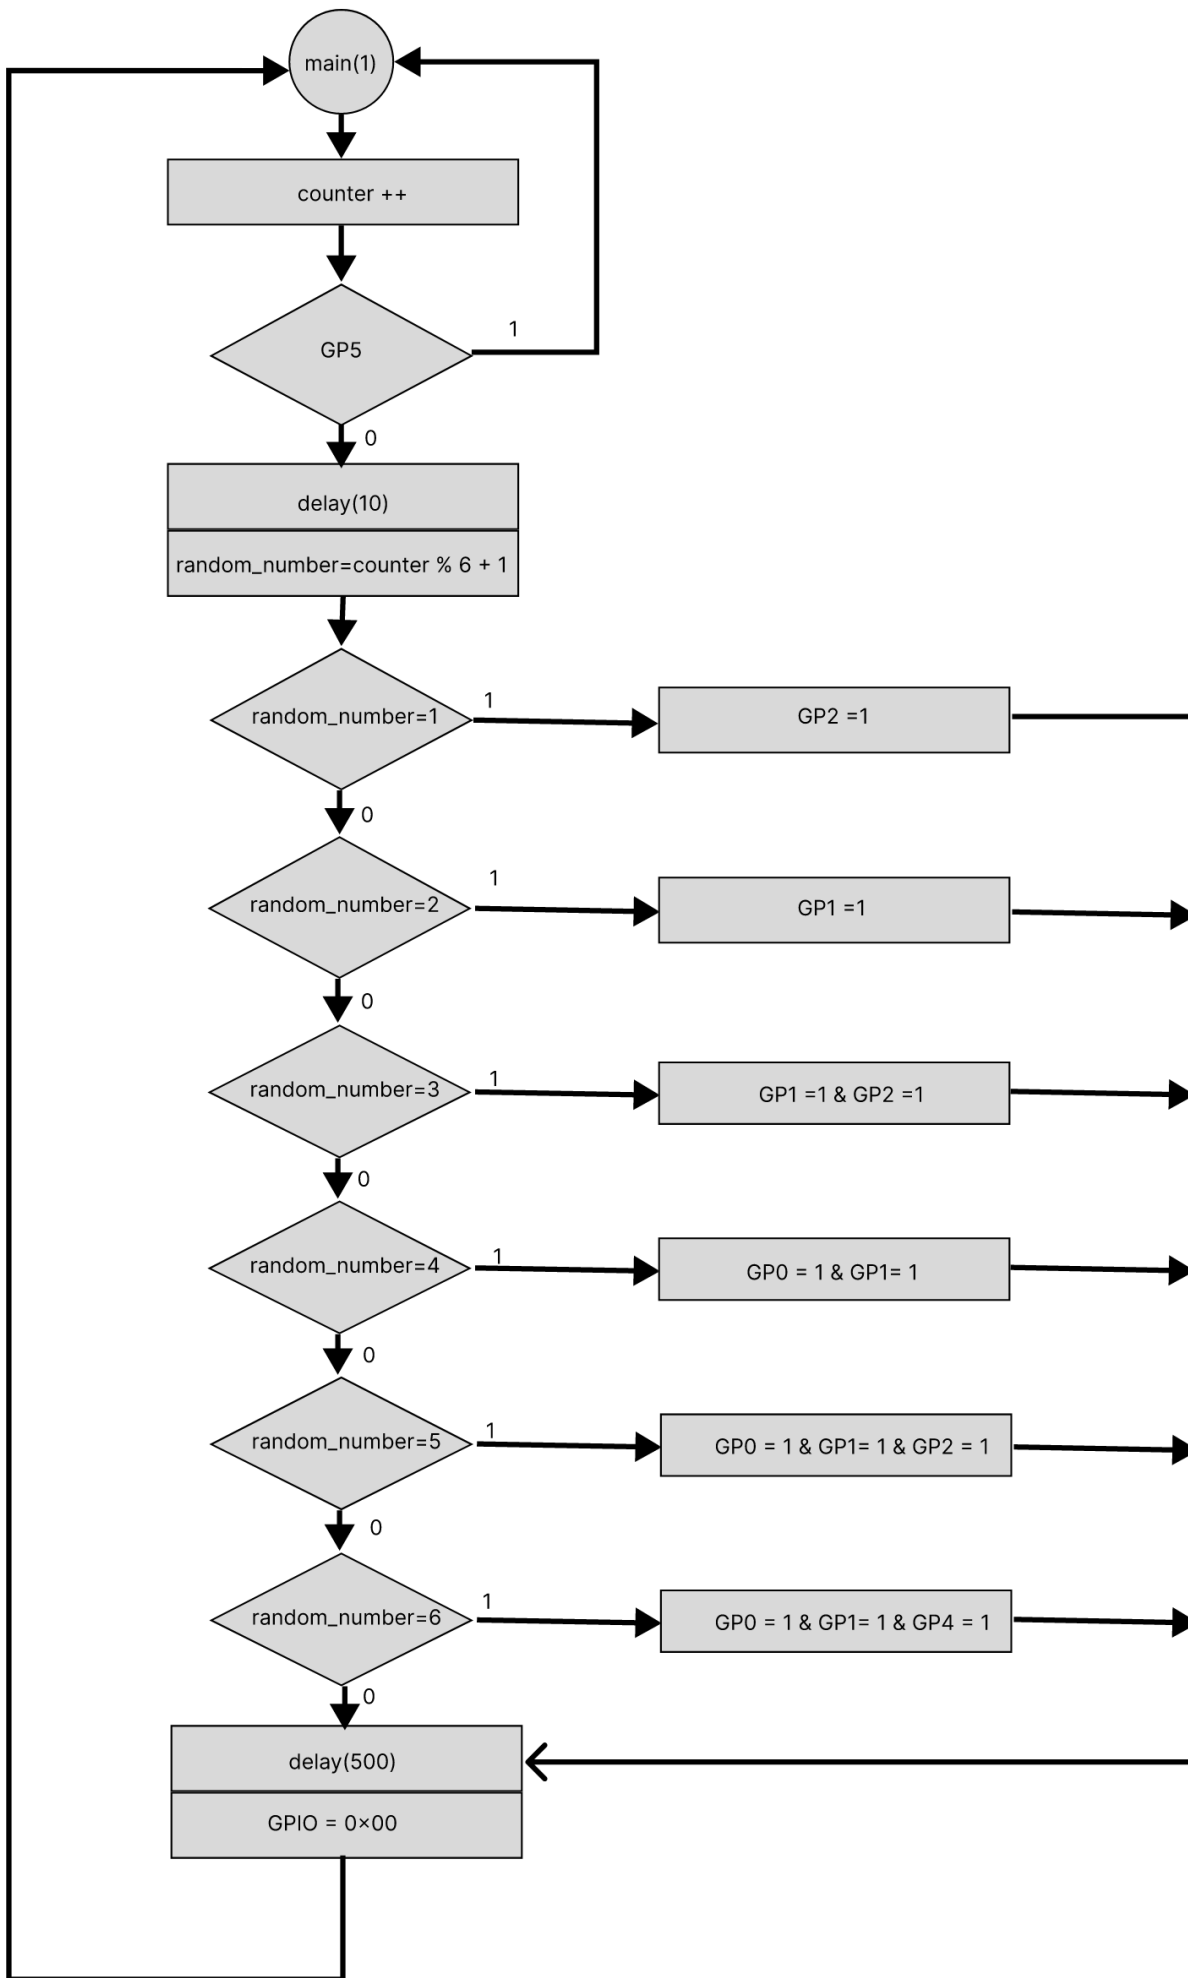 main(1)
counter ++
GP5
1
0
delay(10)
random_number=counter % 6 + 1
random_number=1
1
GP2 =1
0
random_number=2
1
GP1 =1
0
random_number=3
1
GP1 =1 & GP2 =1
0
random_number=4
1
GP0 = 1 & GP1= 1
0
random_number=5
1
GP0 = 1 & GP1= 1 & GP2 = 1
0
random_number=6
1
GP0 = 1 & GP1= 1 & GP4 = 1
0
delay(500)
GPIO = 0×00